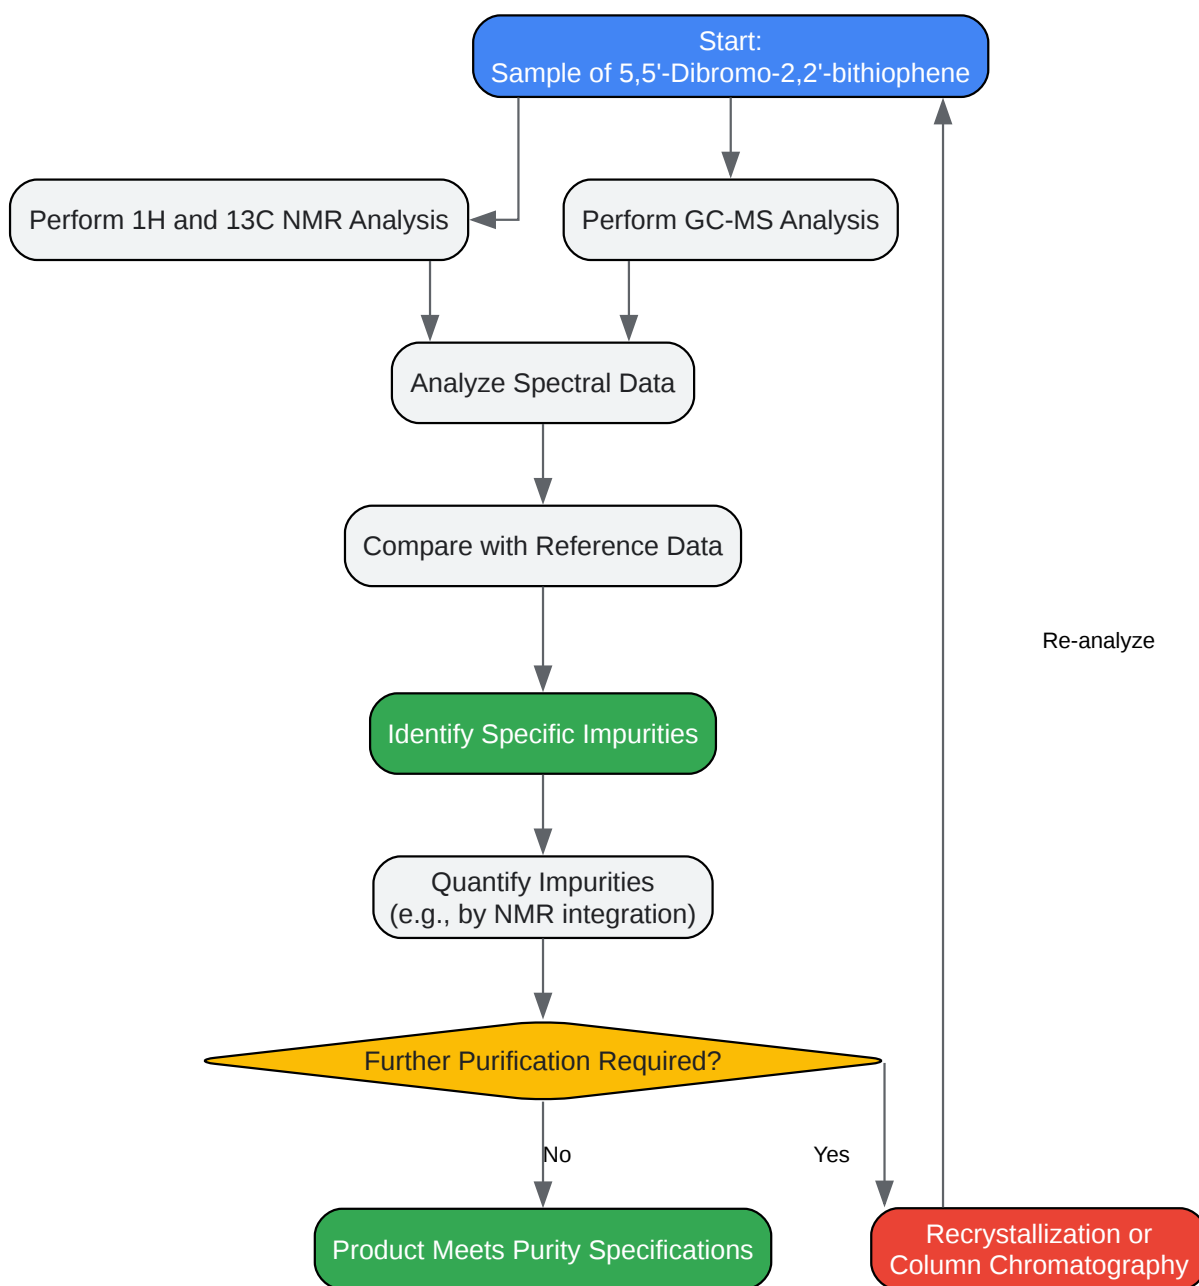 Start:
Sample of 5,5'-Dibromo-2,2'-bithiophene
Perform 1H and 13C NMR Analysis
Perform GC-MS Analysis
Analyze Spectral Data
Compare with Reference Data
Re-analyze
Identify Specific Impurities
Quantify Impurities
(e.g., by NMR integration)
Further Purification Required?
No
Yes
Product Meets Purity Specifications
Recrystallization or
Column Chromatography